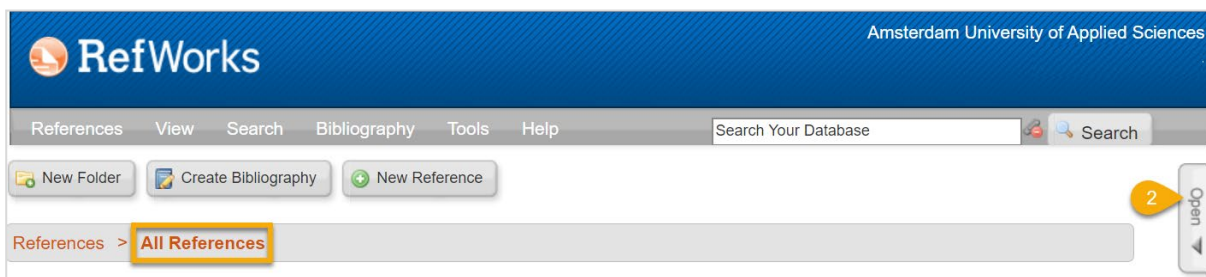 Amsterdam University of Applied Sciences
RefWorks
References View Search Bibliography Tools Help Search Your Database Search
New Folder Create Bibliography New Reference
2 Open
References > All References